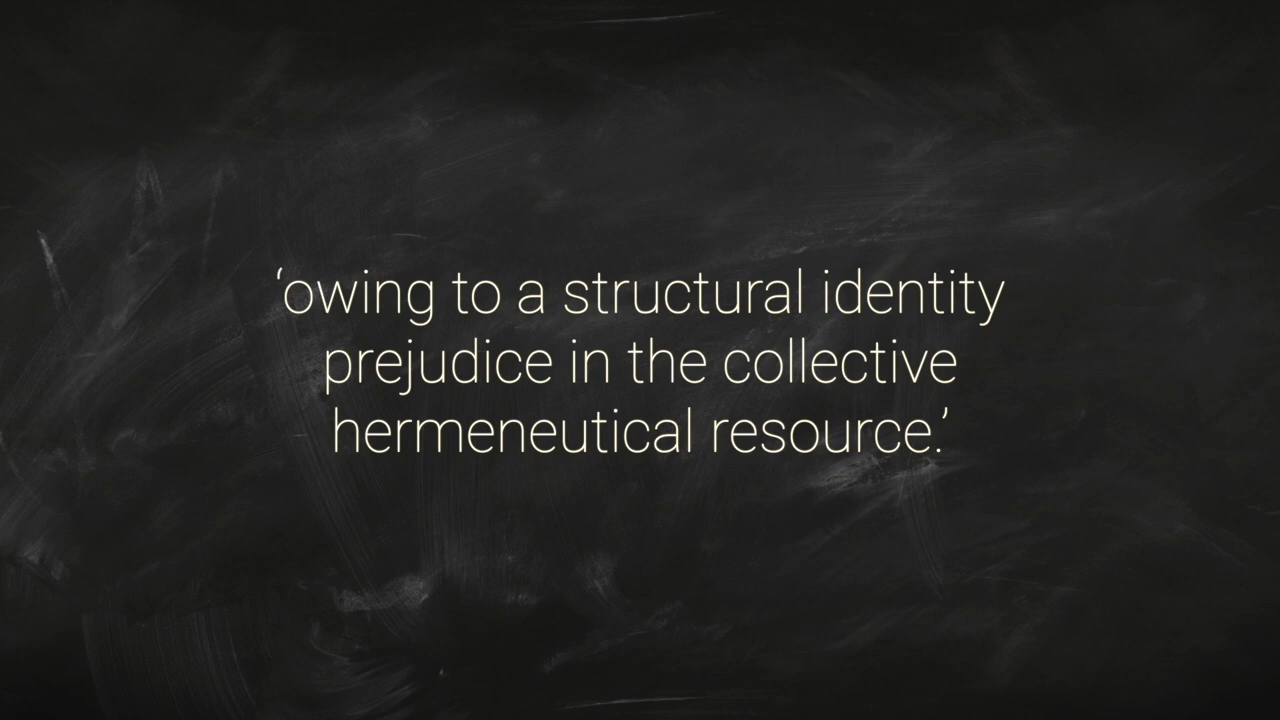 ‘owing to a structural identity
prejudice in the collective
hermeneutical resource.’